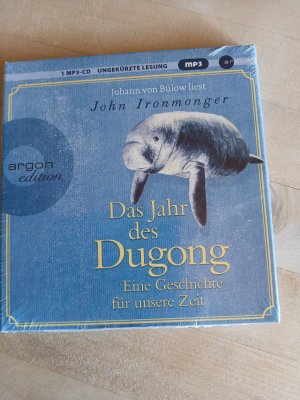 1 MP3-CD UNGEKÜRZTE LESUNG MP3
Johann von Bülow liest
John Ironmonger
argon
edition
Das Jahr
des
Dugong
Eine Geschichte
für unsere Zeit